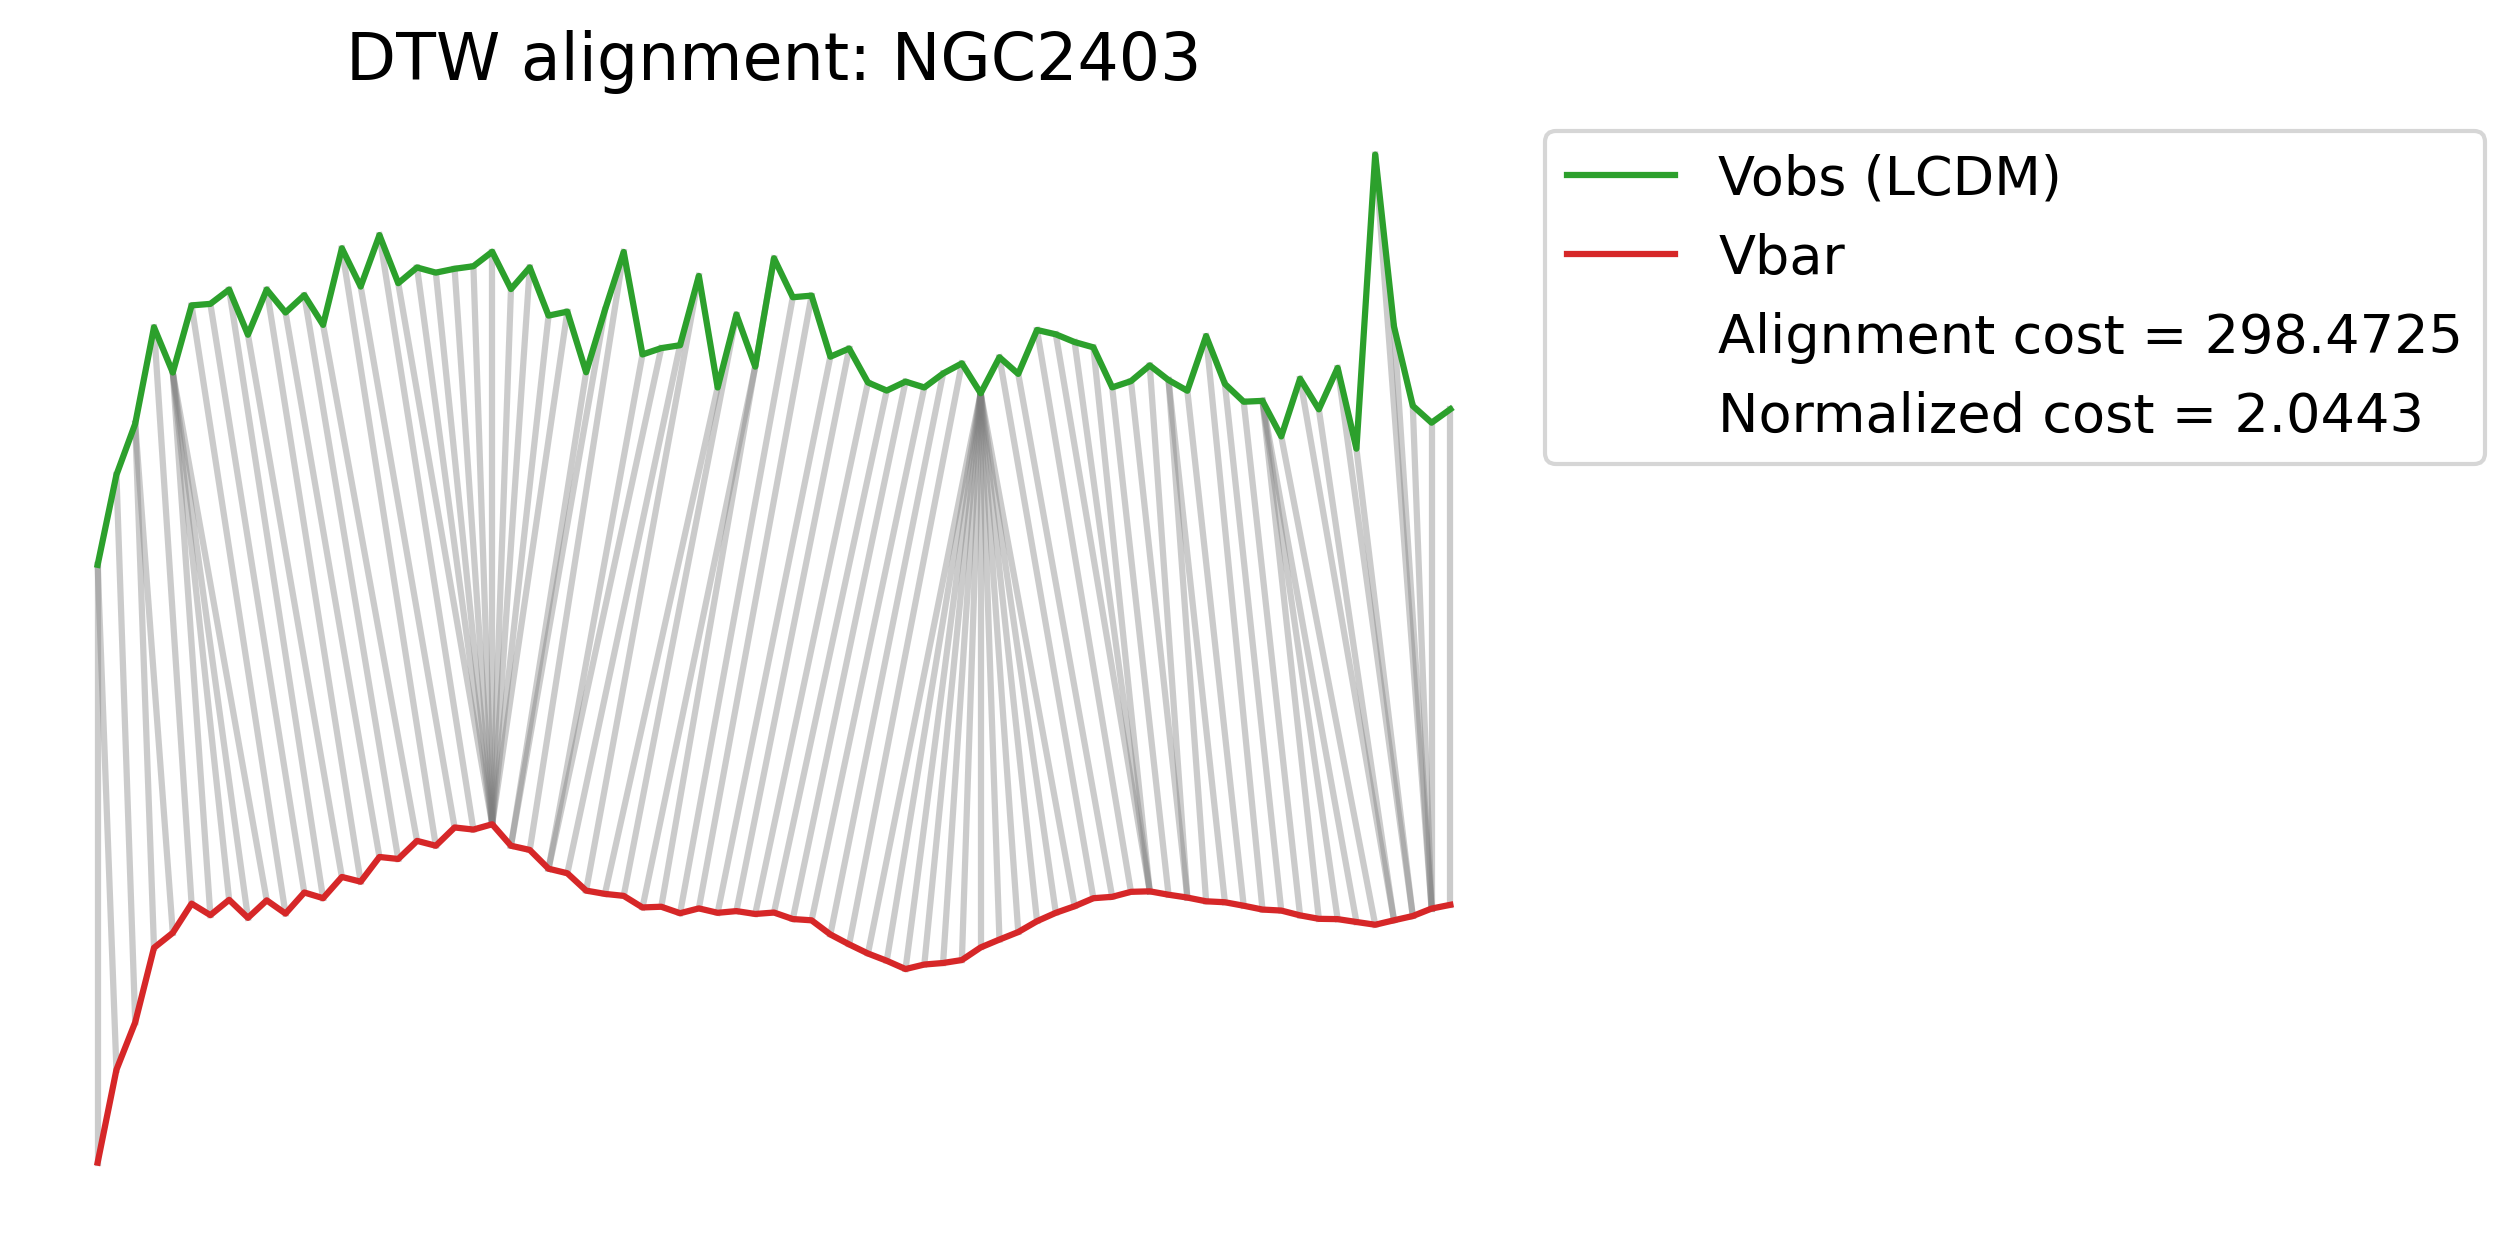 DTW alignment: NGC2403
Vobs (LCDM)
Vbar
Alignment cost = 298.4725
Normalized cost = 2.0443